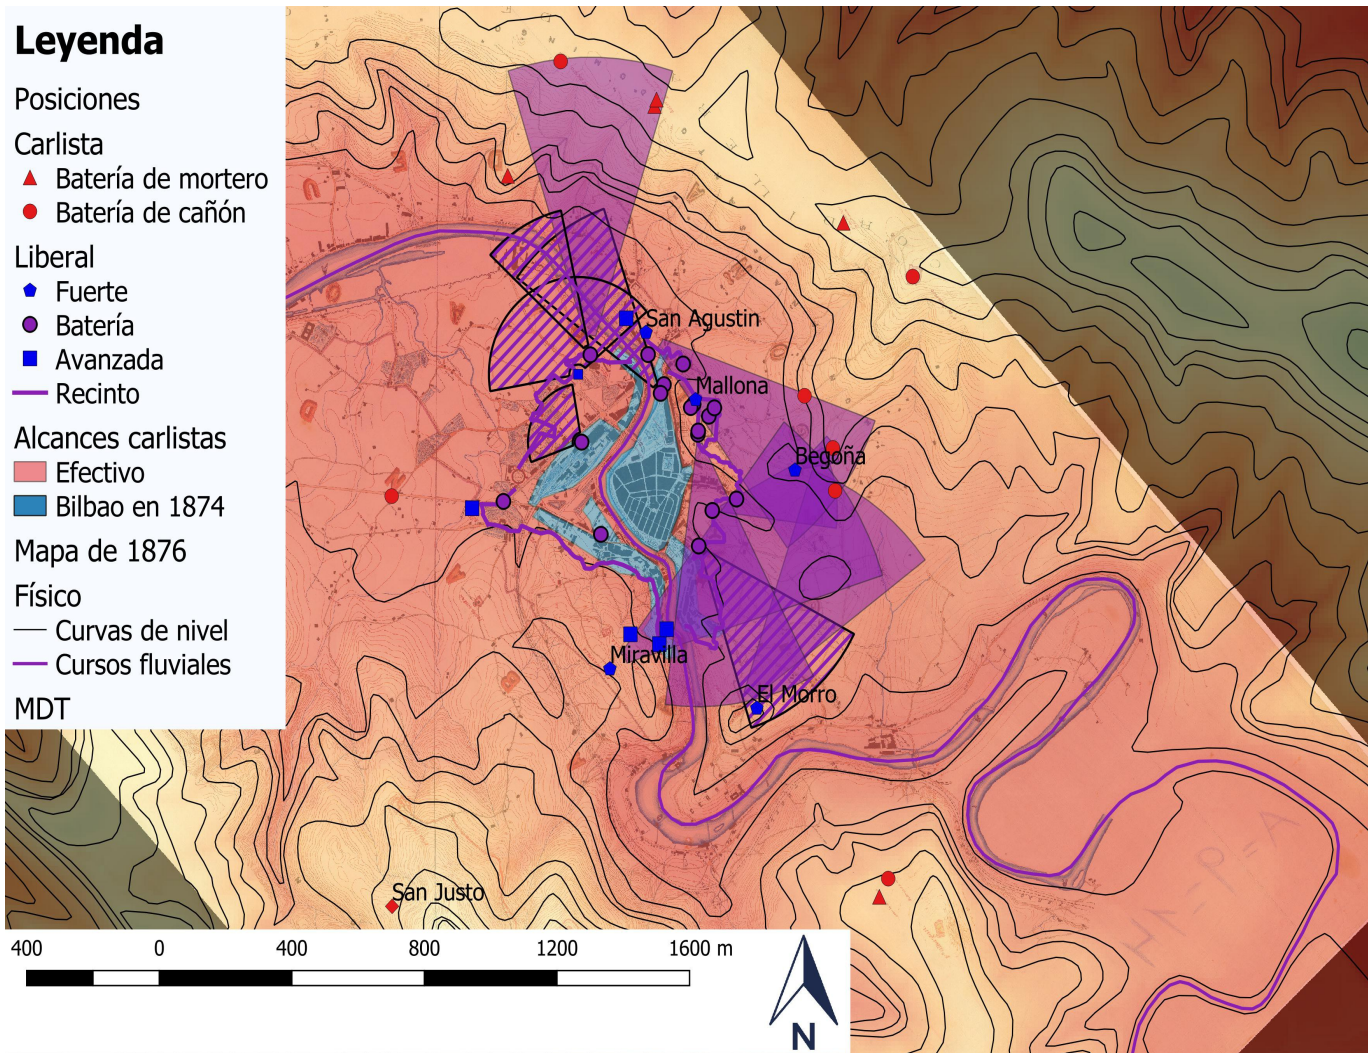 Leyenda
Posiciones
Carlista
Batería de mortero
Batería de cañón
Liberal
Fuerte
Batería
Avanzada
Recinto
Alcances carlistas
Efectivo
Bilbao en 1874
Mapa de 1876
Físico
Curvas de nivel
Cursos fluviales
MDT
San Agustin
Mallona
Begoña
Miravilla
El Morro
San Justo
400 0 400 800 1200 1600 m
N